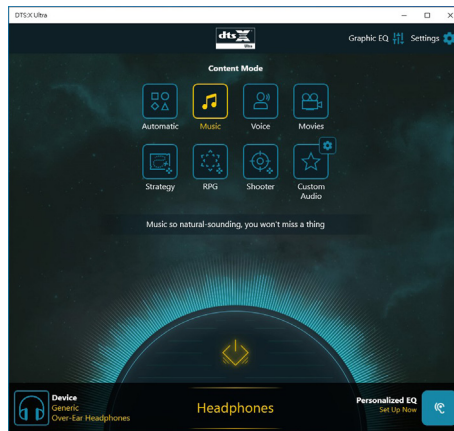 DTS:X Ultra
dts X
Ultra
Graphic EQ
Settings
Content Mode
Automatic
Music
Voice
Movies
Strategy
RPG
Shooter
Custom
Audio
Music so natural-sounding, you won't miss a thing
Device
Generic
Over-Ear Headphones
Headphones
Personalized EQ
Set Up Now